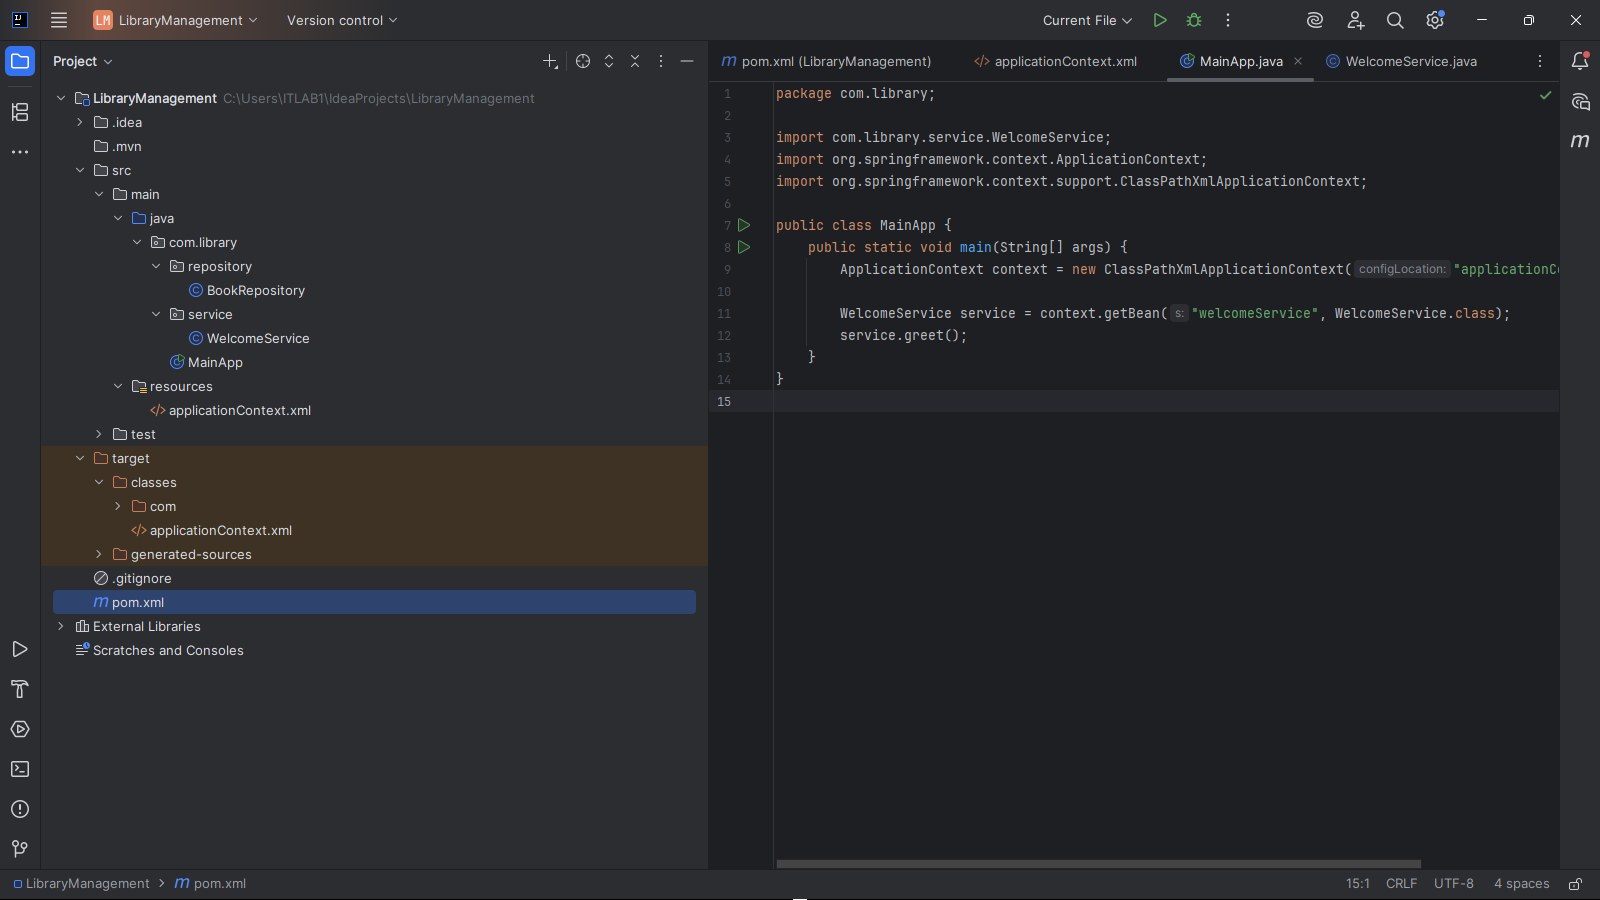 LM LibraryManagement
Version control
Current File
Project
pom.xml (LibraryManagement)
applicationContext.xml
MainApp.java
WelcomeService.java
LibraryManagement C:\Users\ITLAB1\IdeaProjects\LibraryManagement
.idea
.mvn
src
main
java
com.library
repository
BookRepository
service
WelcomeService
MainApp
resources
applicationContext.xml
test
target
classes
com
applicationContext.xml
generated-sources
.gitignore
pom.xml
External Libraries
Scratches and Consoles
1 package com.library;
2
3 import com.library.service.WelcomeService;
4 import org.springframework.context.ApplicationContext;
5 import org.springframework.context.support.ClassPathXmlApplicationContext;
6
7 public class MainApp {
8 public static void main(String[] args) {
9 ApplicationContext context = new ClassPathXmlApplicationContext( configLocation: "applicationCo
10
11 WelcomeService service = context.getBean( s: "welcomeService", WelcomeService.class);
12 service.greet();
13 }
14 }
15
LibraryManagement > pom.xml
15:1 CRLF UTF-8 4 spaces